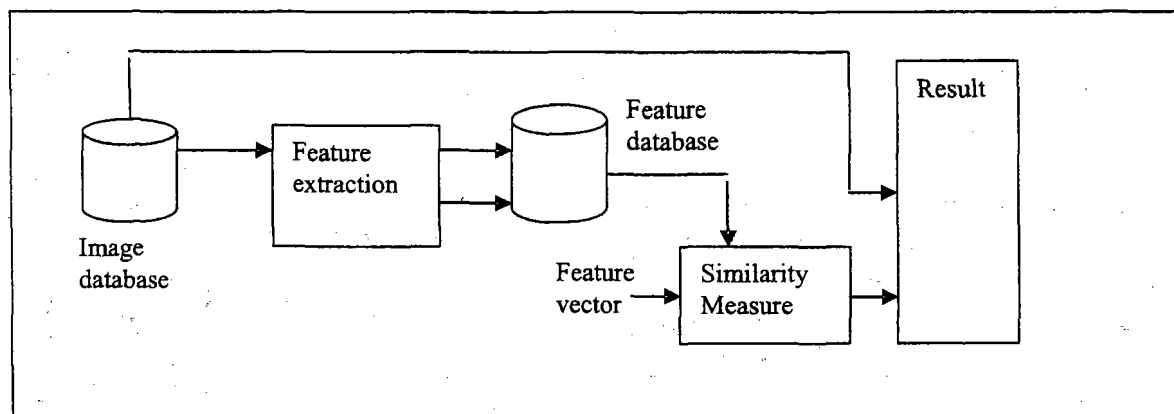 Result
Feature
database
Feature
extraction
Image
database
Feature
vector
Similarity
Measure